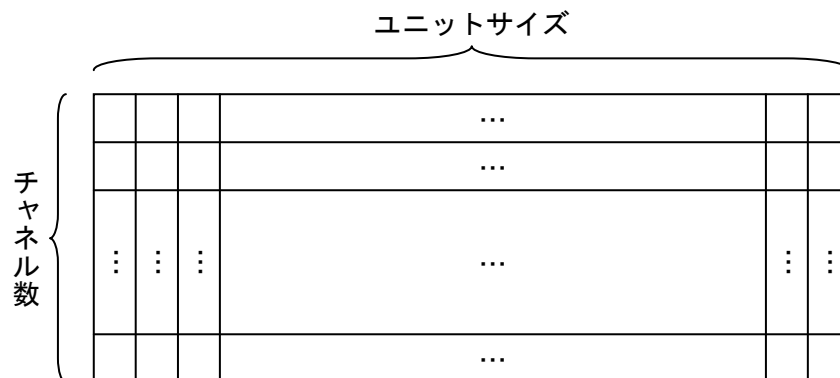 ユニットサイズ
チャネル数
…
…
⋮ ⋮ ⋮ … ⋮ ⋮
…